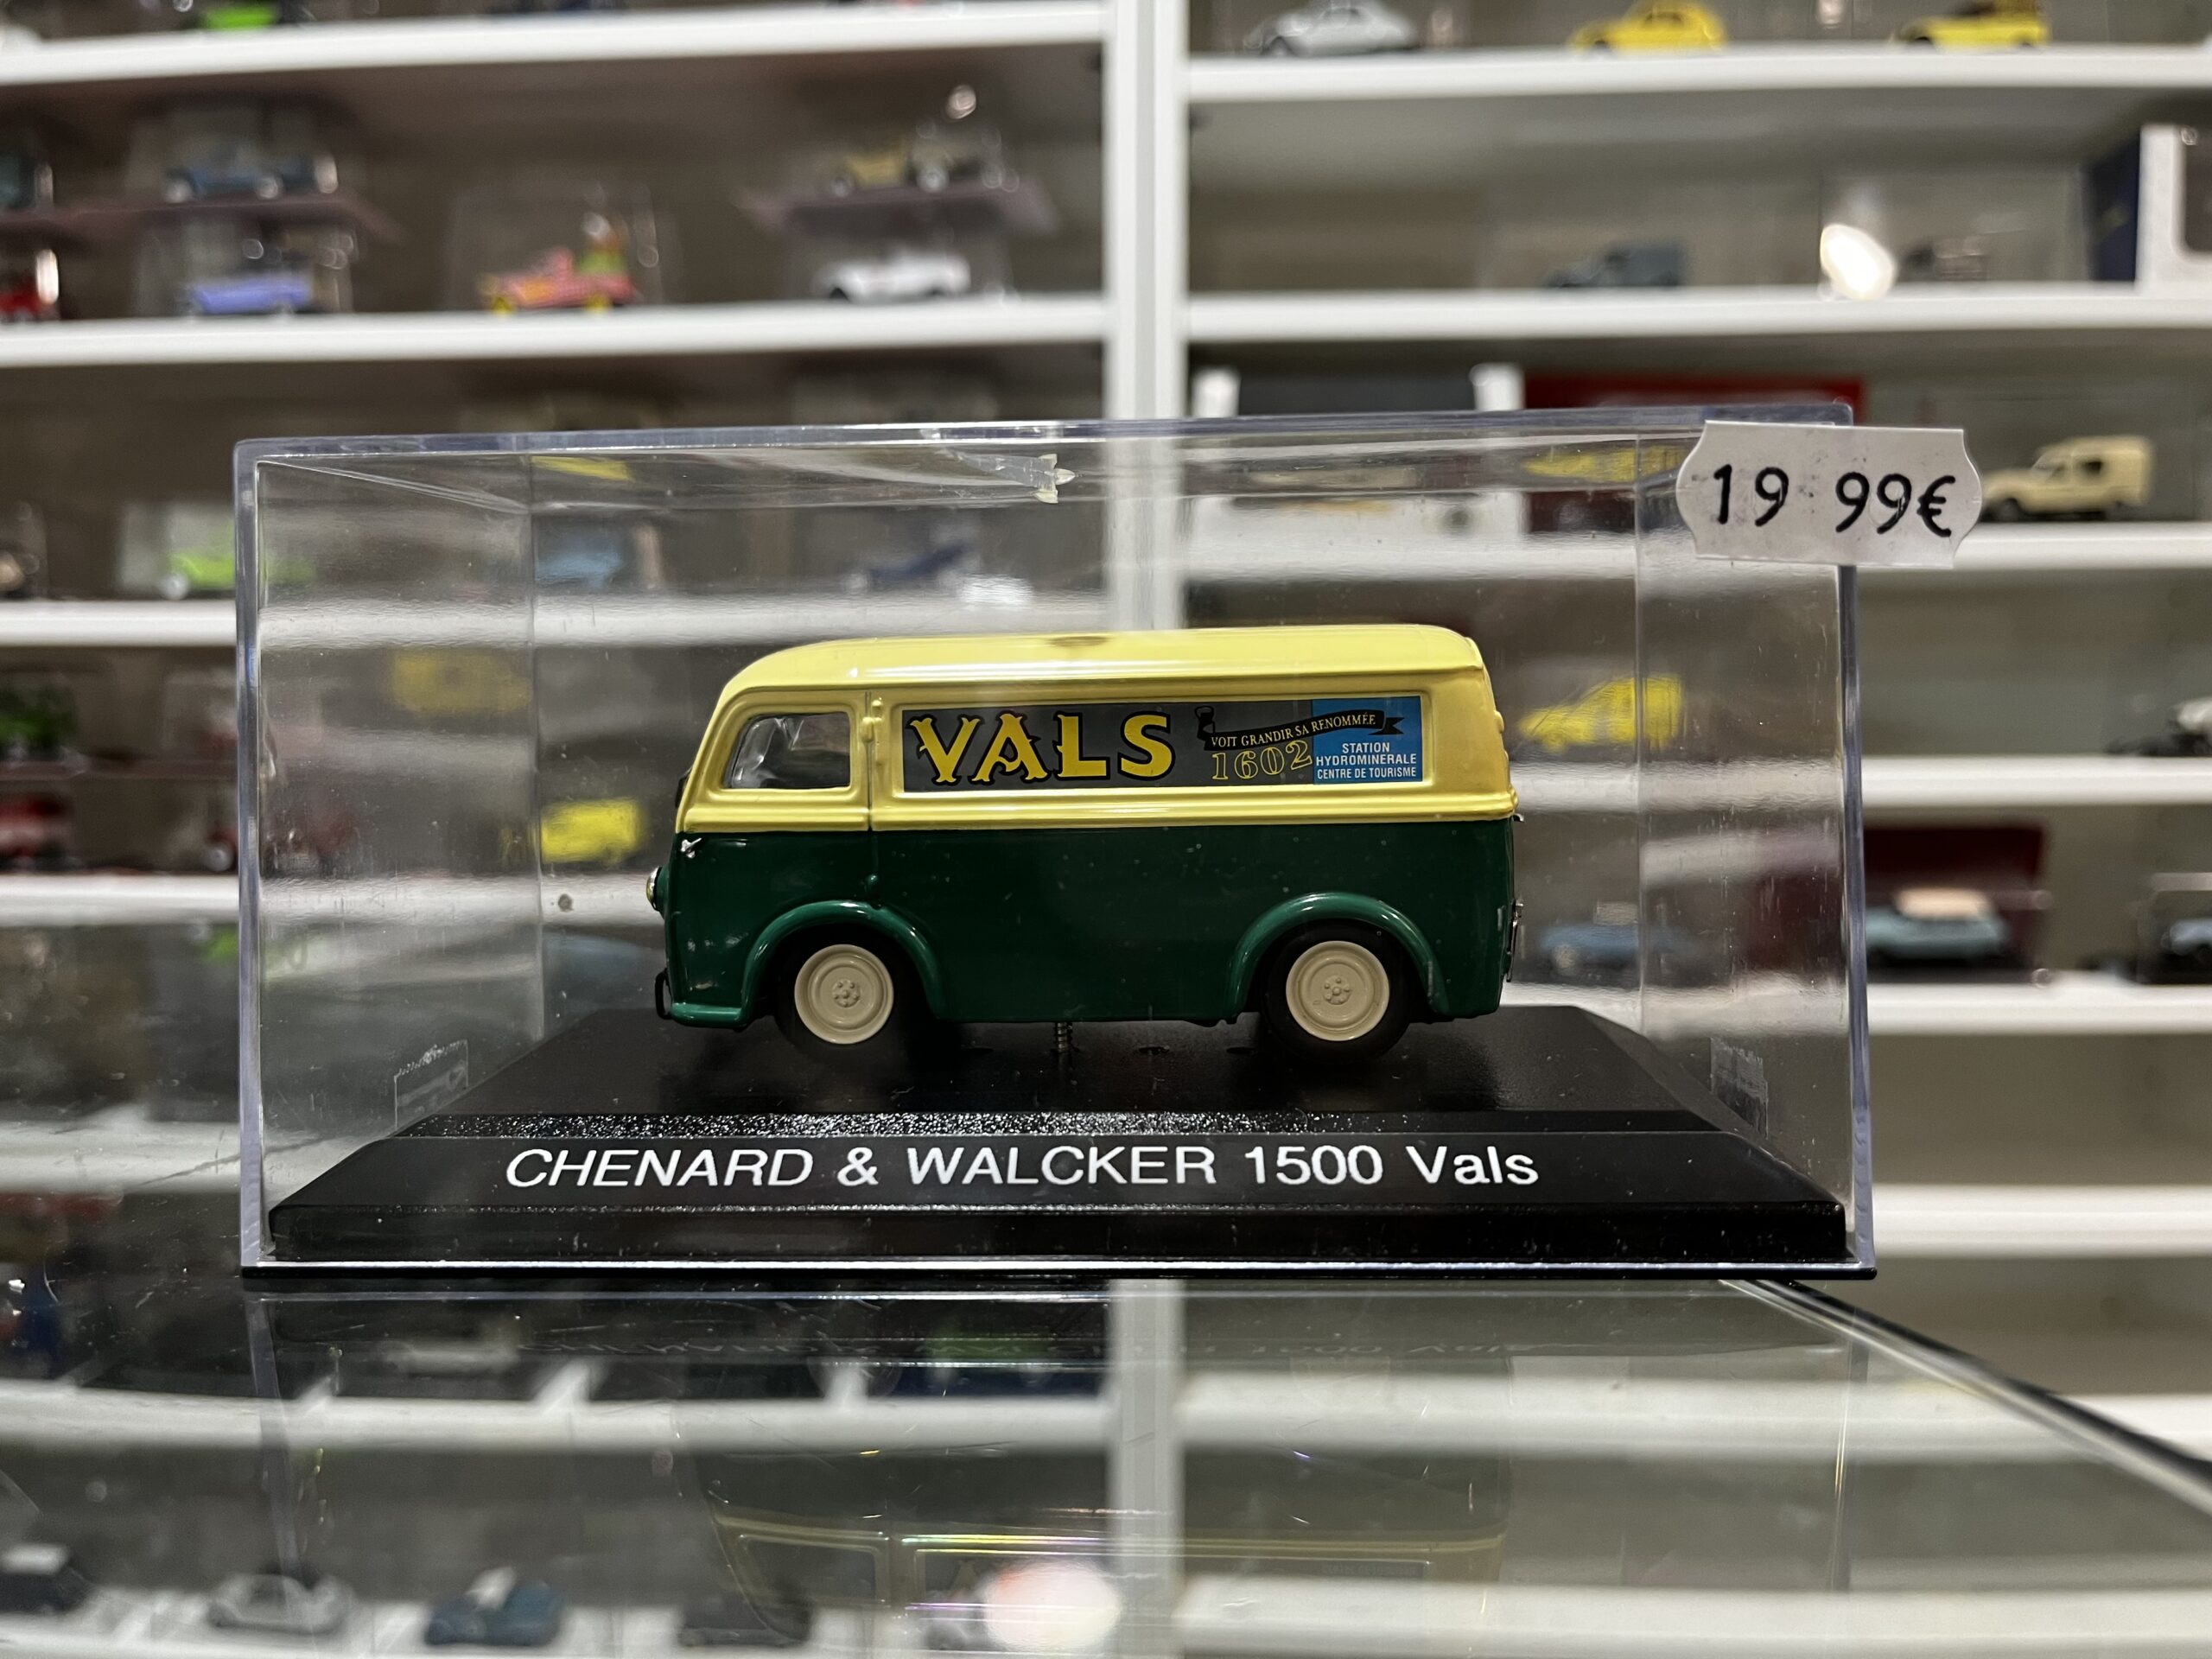 19 99€
VALS
VOIT GRANDIR SA RENOMMÉE
1602
STATION
HYDROMINERALE
CENTRE DE TOURISME
CHENARD & WALCKER 1500 Vals